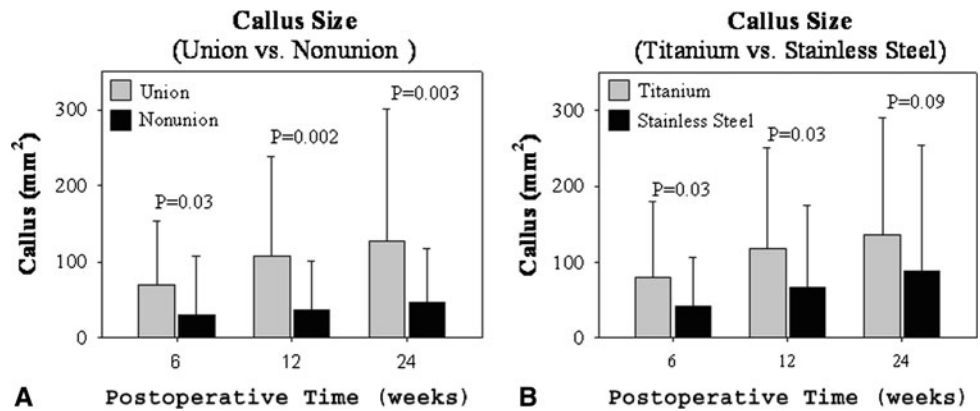 Callus Size
(Union vs. Nonunion )
Union
Nonunion
P=0.03
P=0.002
P=0.003
Callus (mm²)
300
200
100
0
6 12 24
A Postoperative Time (weeks)
Callus Size
(Titanium vs. Stainless Steel)
Titanium
Stainless Steel
P=0.03
P=0.03
P=0.09
Callus (mm²)
300
200
100
0
6 12 24
B Postoperative Time (weeks)